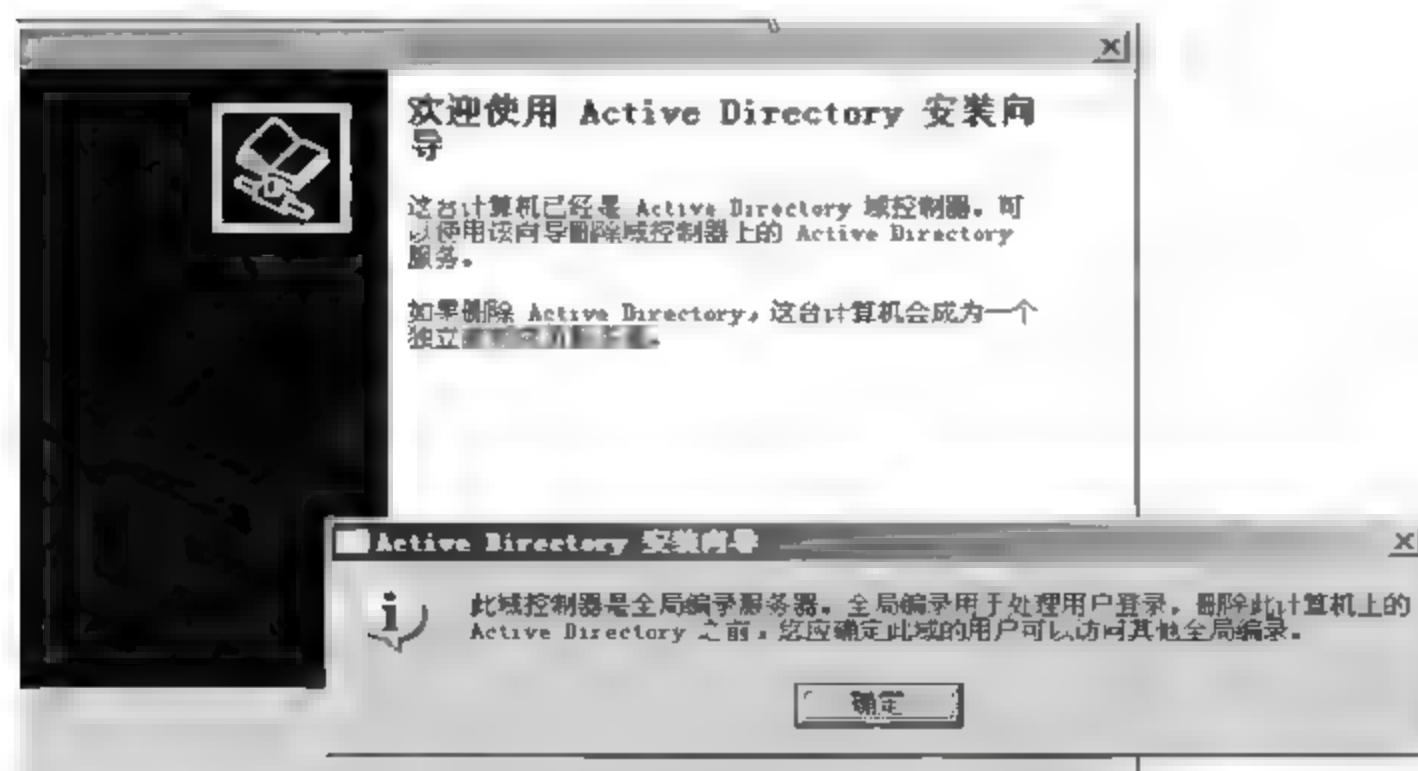 欢迎使用 Active Directory 安装向
导
这台计算机已经是 Active Directory 域控制器。可
以使用该向导删除域控制器上的 Active Directory
服务。
如果删除 Active Directory，这台计算机会成为一个
独立
Active Directory 安装向导
此域控制器是全局编录服务器。全局编录用于处理用户登录。删除此计算机上的
Active Directory 之前，您应确定此域的用户可以访问其他全局编录。
确定